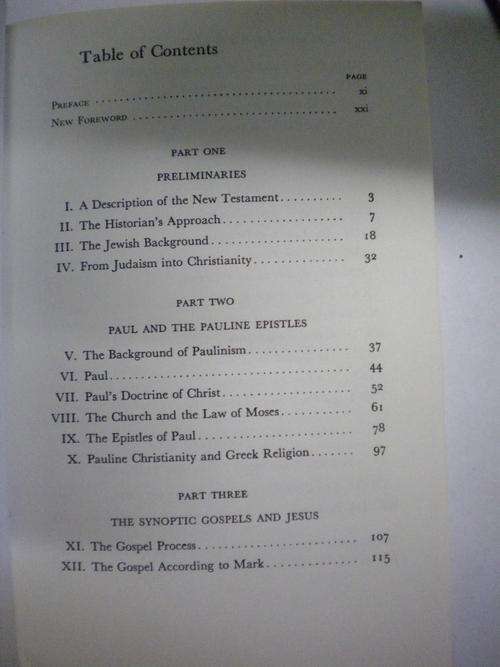 Table of Contents
PAGE
PREFACE .................................... xi
NEW FOREWORD .............................. xxi
PART ONE
PRELIMINARIES
I. A Description of the New Testament.......... 3
II. The Historian's Approach................... 7
III. The Jewish Background..................... 18
IV. From Judaism into Christianity............. 32
PART TWO
PAUL AND THE PAULINE EPISTLES
V. The Background of Paulinism................ 37
VI. Paul..................................... 44
VII. Paul's Doctrine of Christ.................. 52
VIII. The Church and the Law of Moses.......... 61
IX. The Epistles of Paul....................... 78
X. Pauline Christianity and Greek Religion....... 97
PART THREE
THE SYNOPTIC GOSPELS AND JESUS
XI. The Gospel Process........................ 107
XII. The Gospel According to Mark.............. 115